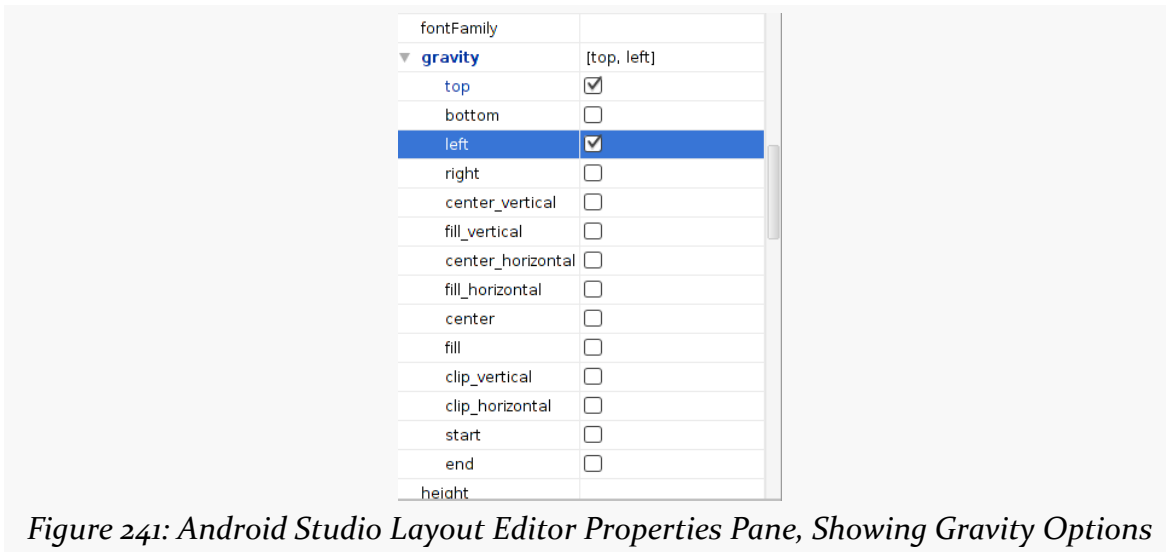 fontFamily
gravity [top, left]
top
bottom
left
right
center_vertical
fill_vertical
center_horizontal
fill_horizontal
center
fill
clip_vertical
clip_horizontal
start
end
height
Figure 241: Android Studio Layout Editor Properties Pane, Showing Gravity Options